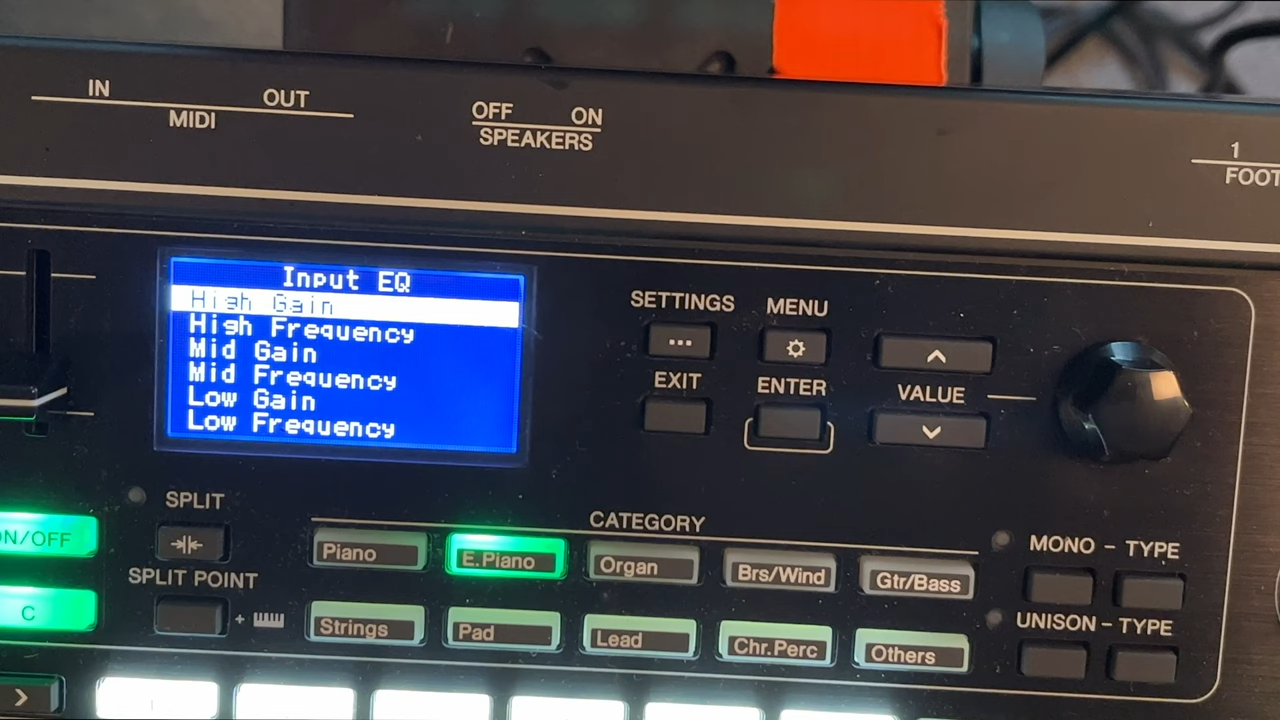 IN OUT
MIDI
OFF ON
SPEAKERS
1
FOOT
Input EQ
High Gain
High Frequency
Mid Gain
Mid Frequency
Low Gain
Low Frequency
SETTINGS MENU
EXIT ENTER
VALUE
ON/OFF
C
SPLIT
SPLIT POINT
+
CATEGORY
Piano E.Piano Organ Brs/Wind Gtr/Bass
Strings Pad Lead Chr.Perc Others
MONO – TYPE
UNISON – TYPE